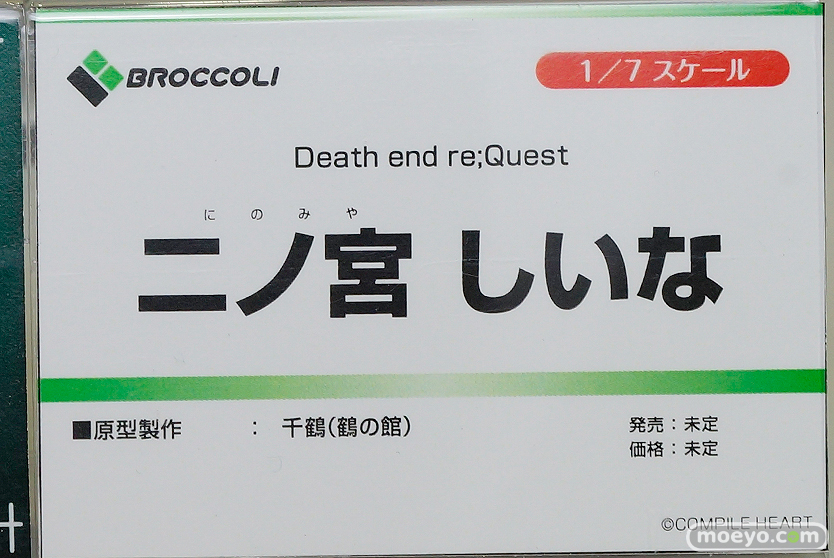 BROCCOLI
1/7 スケール
Death end re;Quest
にのみや
二ノ宮 しいな
■原型製作 : 千鶴(鶴の館)
発売:未定
価格:未定
©COMPILE HEART
moeyo.com